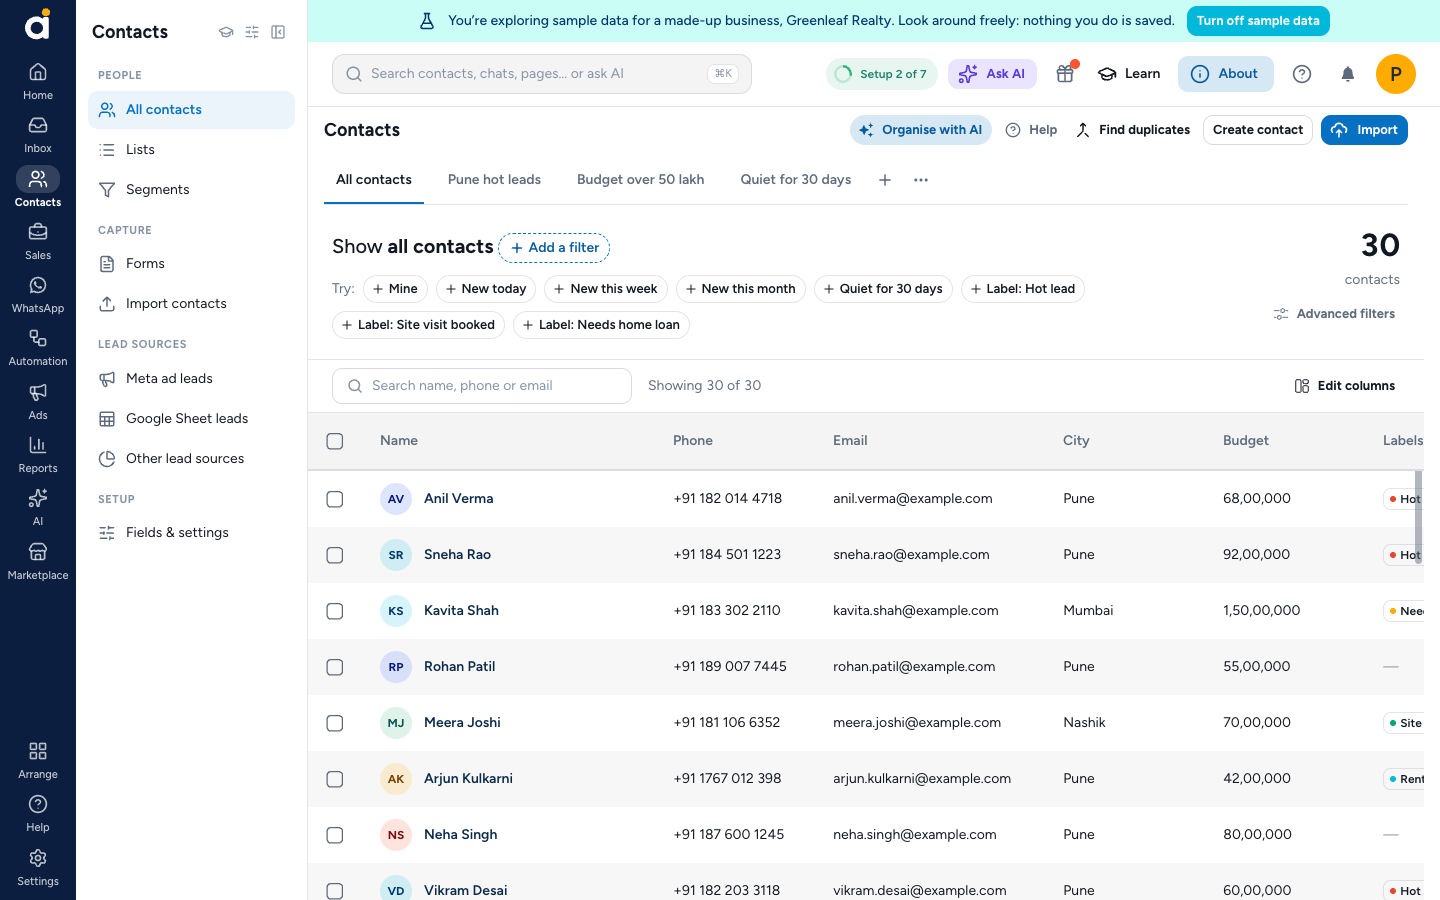 You’re exploring sample data for a made-up business, Greenleaf Realty. Look around freely: nothing you do is saved.
Turn off sample data
Home
Inbox
Contacts
Sales
WhatsApp
Automation
Ads
Reports
AI
Marketplace
Arrange
Help
Settings
Contacts
PEOPLE
All contacts
Lists
Segments
CAPTURE
Forms
Import contacts
LEAD SOURCES
Meta ad leads
Google Sheet leads
Other lead sources
SETUP
Fields & settings
Search contacts, chats, pages... or ask AI
⌘K
Setup 2 of 7
Ask AI
Learn
About
P
Contacts
Organise with AI
Help
Find duplicates
Create contact
Import
All contacts
Pune hot leads
Budget over 50 lakh
Quiet for 30 days
Show all contacts
Add a filter
Try:
Mine
New today
New this week
New this month
Quiet for 30 days
Label: Hot lead
Label: Site visit booked
Label: Needs home loan
30
contacts
Advanced filters
Search name, phone or email
Showing 30 of 30
Edit columns
Name Phone Email City Budget Labels
AV Anil Verma +91 182 014 4718 anil.verma@example.com Pune 68,00,000 Hot
SR Sneha Rao +91 184 501 1223 sneha.rao@example.com Pune 92,00,000 Hot
KS Kavita Shah +91 183 302 2110 kavita.shah@example.com Mumbai 1,50,00,000
RP Rohan Patil +91 189 007 7445 rohan.patil@example.com Pune 55,00,000 —
MJ Meera Joshi +91 181 106 6352 meera.joshi@example.com Nashik 70,00,000 Site
AK Arjun Kulkarni +91 1767 012 398 arjun.kulkarni@example.com Pune 42,00,000 Rent
NS Neha Singh +91 187 600 1245 neha.singh@example.com Pune 80,00,000 —
VD Vikram Desai +91 182 203 3118 vikram.desai@example.com Pune 60,00,000 Hot